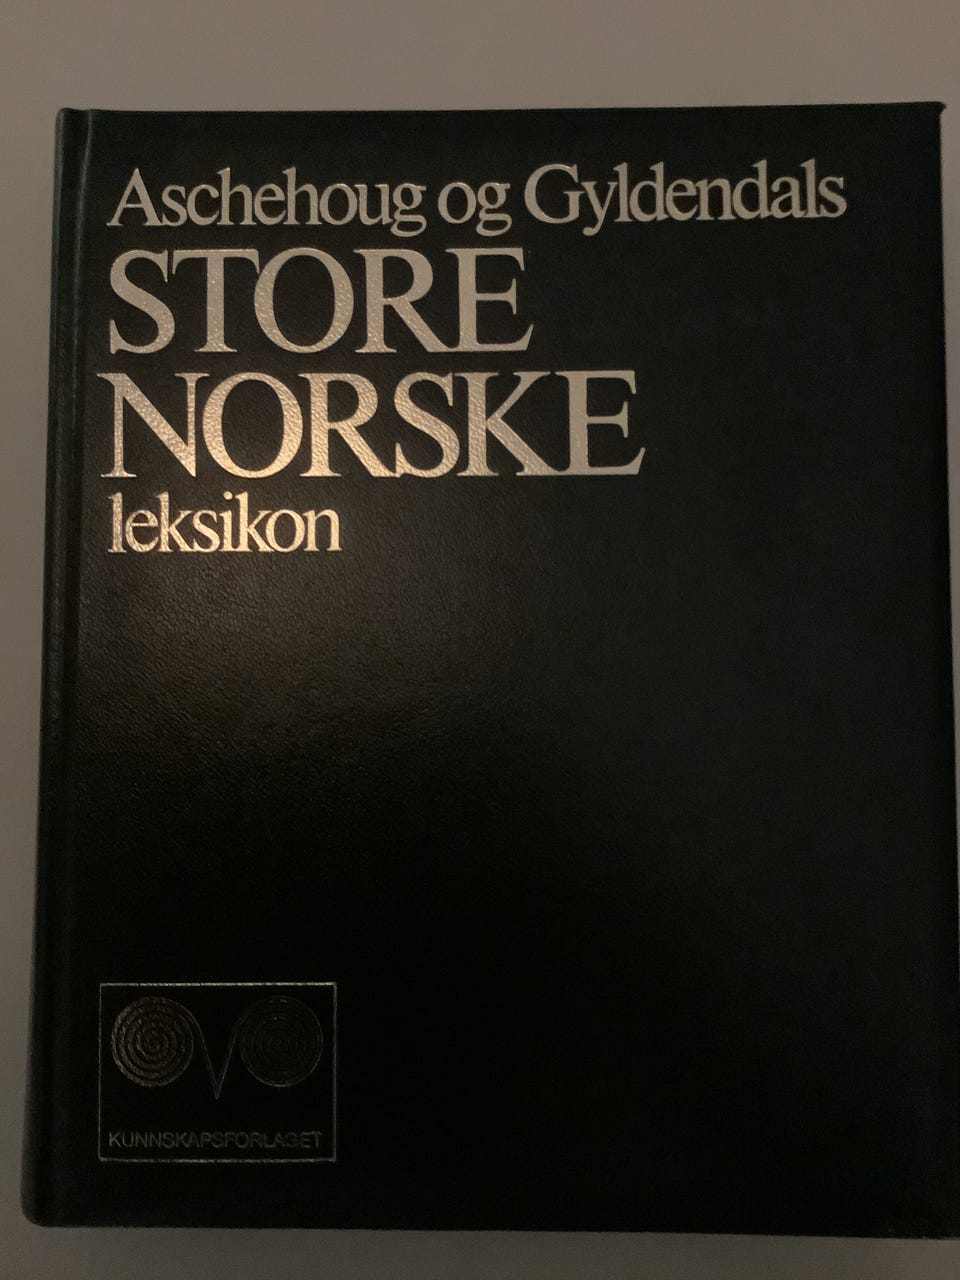 Aschehoug og Gyldendals
STORE
NORSKE
leksikon
KUNNSKAPSFORLAGET